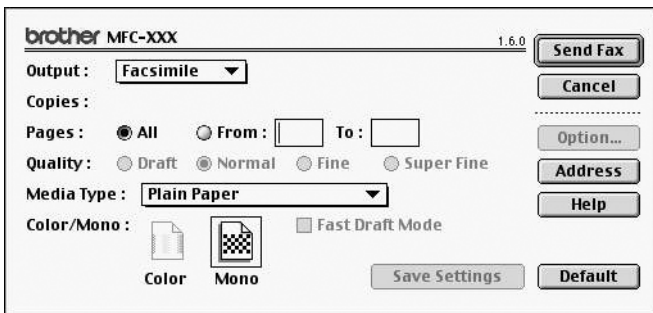 brother MFC-XXX 1.6.0 Send Fax
Output : Facsimile Cancel
Copies :
Pages : All From : To : Option...
Quality : Draft Normal Fine Super Fine Address
Media Type : Plain Paper Help
Color/Mono : Fast Draft Mode
Color Mono Save Settings Default